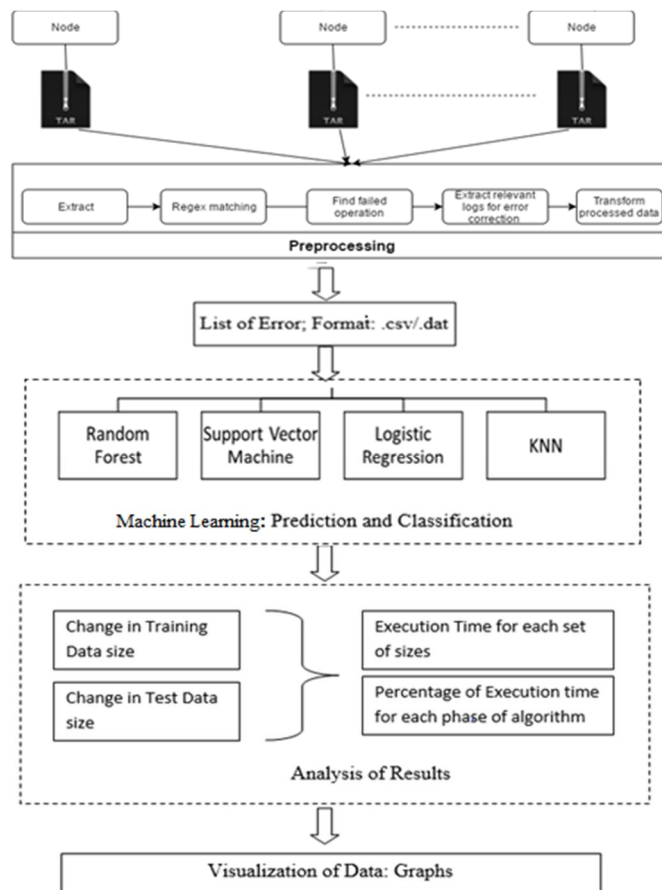 Node
Node
Node
TAR
TAR
TAR
Extract
Regex matching
Find failed
operation
Extract relevant
logs for error
correction
Transform
processed data
Preprocessing
List of Error; Format: .csv/.dat
Random
Forest
Support Vector
Machine
Logistic
Regression
KNN
Machine Learning: Prediction and Classification
Change in Training
Data size
Change in Test Data
size
Execution Time for each set
of sizes
Percentage of Execution time
for each phase of algorithm
Analysis of Results
Visualization of Data: Graphs